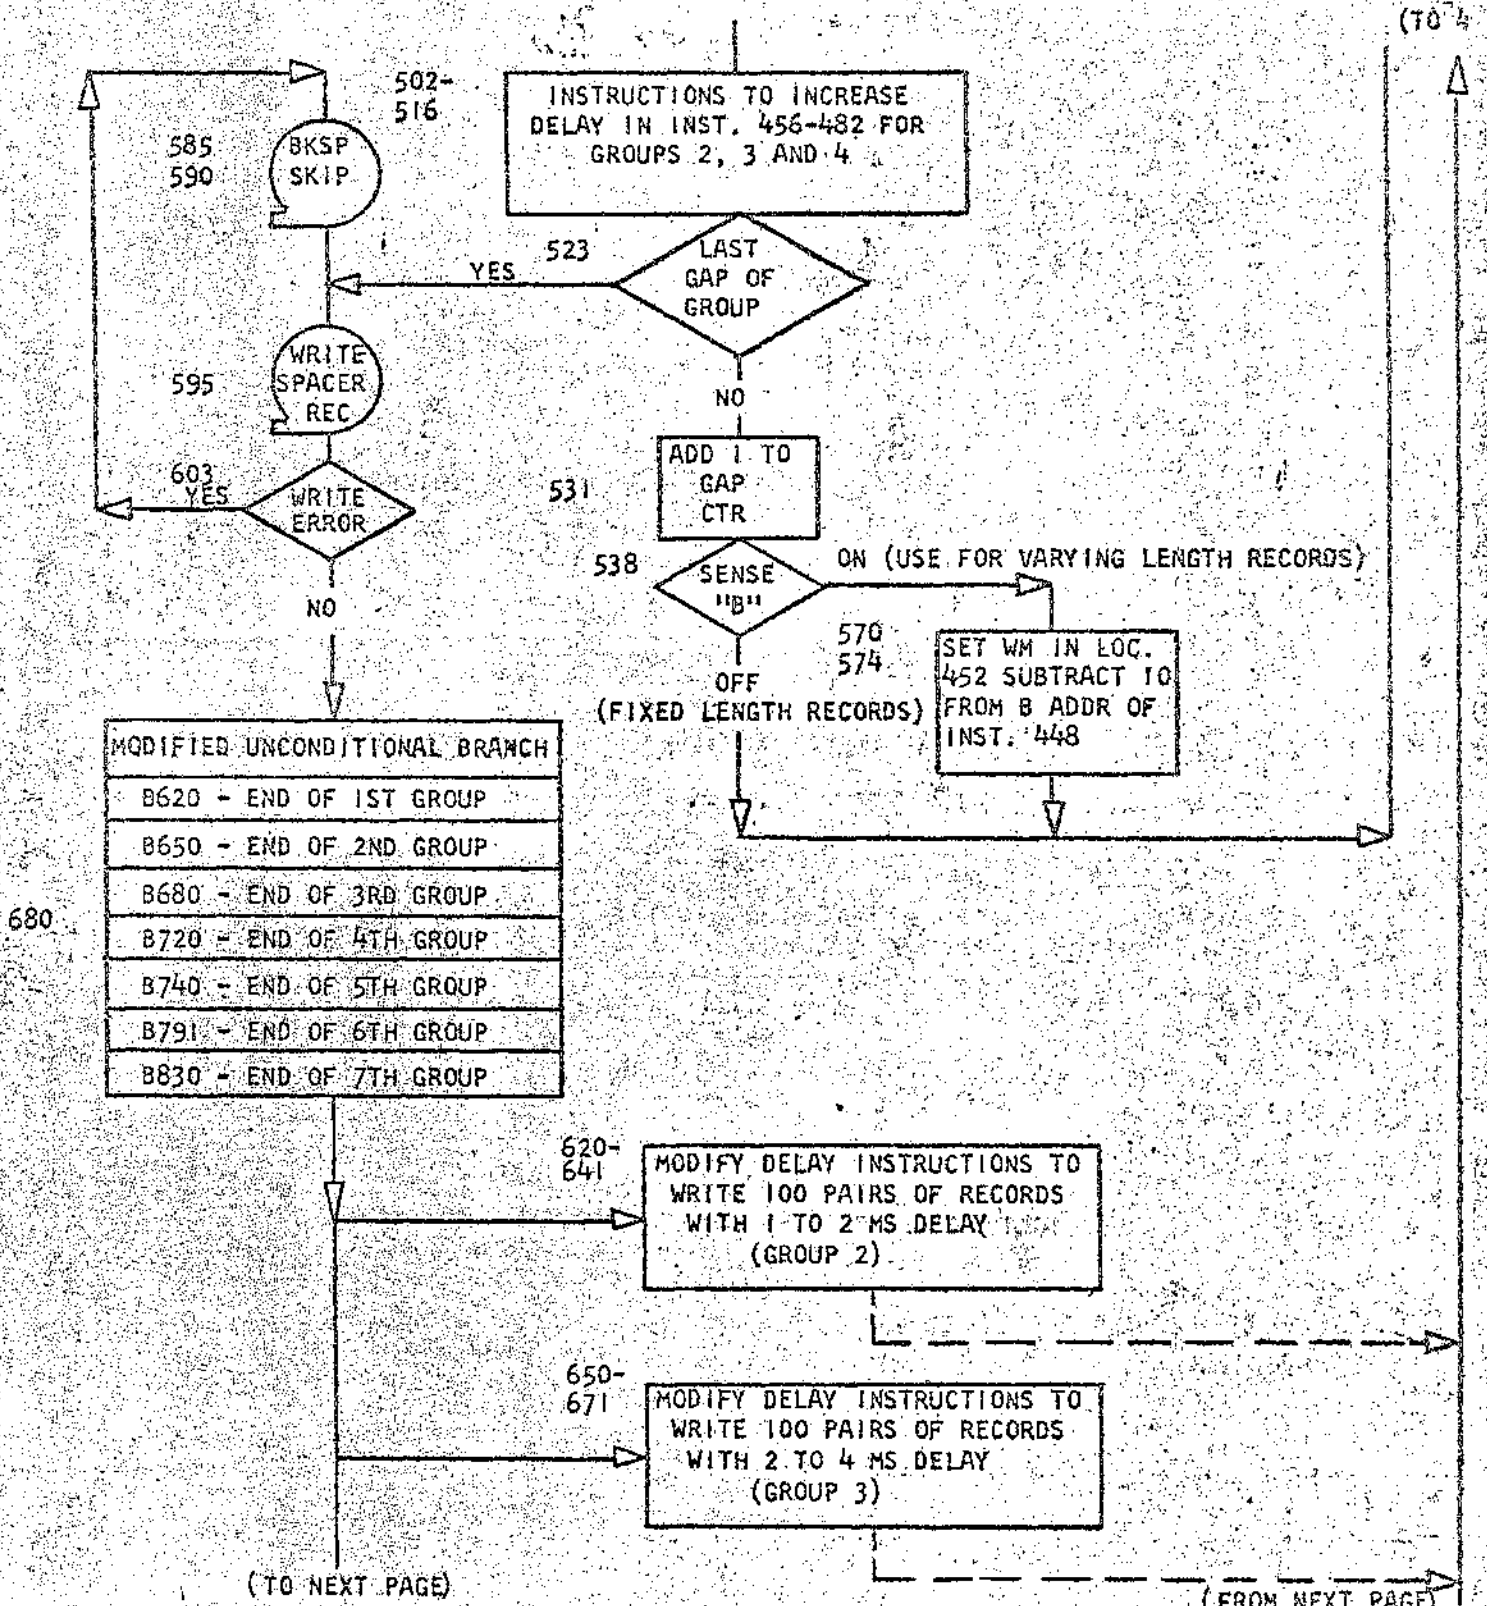 (TO 4
502-
516
INSTRUCTIONS TO INCREASE
DELAY IN INST. 456-482 FOR
GROUPS 2, 3 AND 4
585
590
BKSP
SKIP
523
LAST
GAP OF
GROUP
YES
NO
595
WRITE
SPACER
REC
603
YES
WRITE
ERROR
NO
531
ADD 1 TO
GAP
CTR
538
SENSE
"B"
ON (USE FOR VARYING LENGTH RECORDS)
570
574
SET WM IN LOC.
452 SUBTRACT 10
FROM B ADDR OF
INST. 448
OFF
(FIXED LENGTH RECORDS)
MODIFIED UNCONDITIONAL BRANCH
B620 - END OF 1ST GROUP
B650 - END OF 2ND GROUP
B680 - END OF 3RD GROUP
680
B720 - END OF 4TH GROUP
B740 - END OF 5TH GROUP
B791 - END OF 6TH GROUP
B830 - END OF 7TH GROUP
620-
641
MODIFY DELAY INSTRUCTIONS TO
WRITE 100 PAIRS OF RECORDS
WITH 1 TO 2 MS DELAY
(GROUP 2)
650-
671
MODIFY DELAY INSTRUCTIONS TO
WRITE 100 PAIRS OF RECORDS
WITH 2 TO 4 MS DELAY
(GROUP 3)
(TO NEXT PAGE)
(FROM NEXT PAGE)